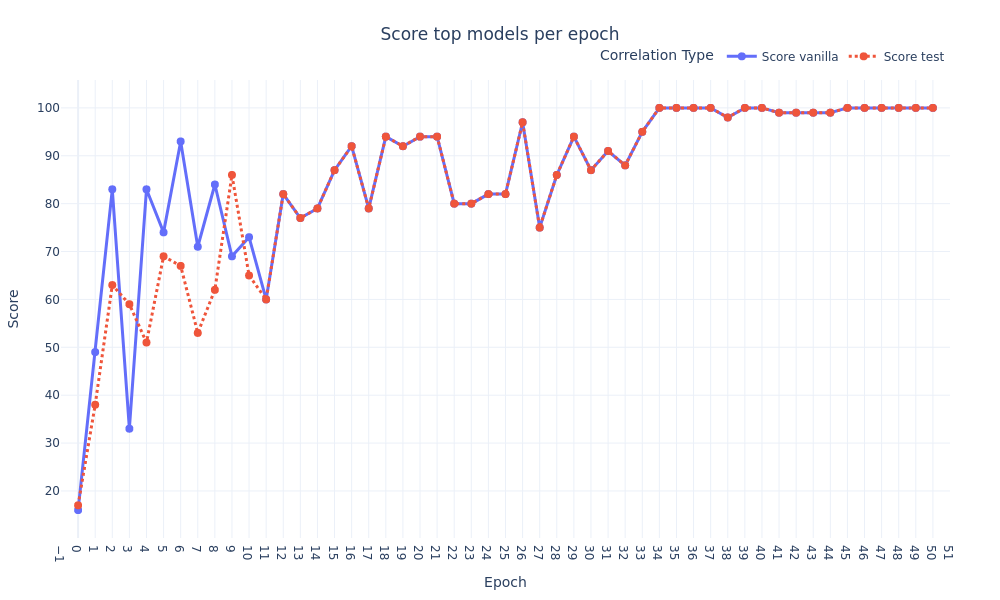 Score top models per epoch
Correlation Type Score vanilla Score test
100
90
80
70
60
50
40
30
20
Score
−1 0 1 2 3 4 5 6 7 8 9 10 11 12 13 14 15 16 17 18 19 20 21 22 23 24 25 26 27 28 29 30 31 32 33 34 35 36 37 38 39 40 41 42 43 44 45 46 47 48 49 50 51
Epoch